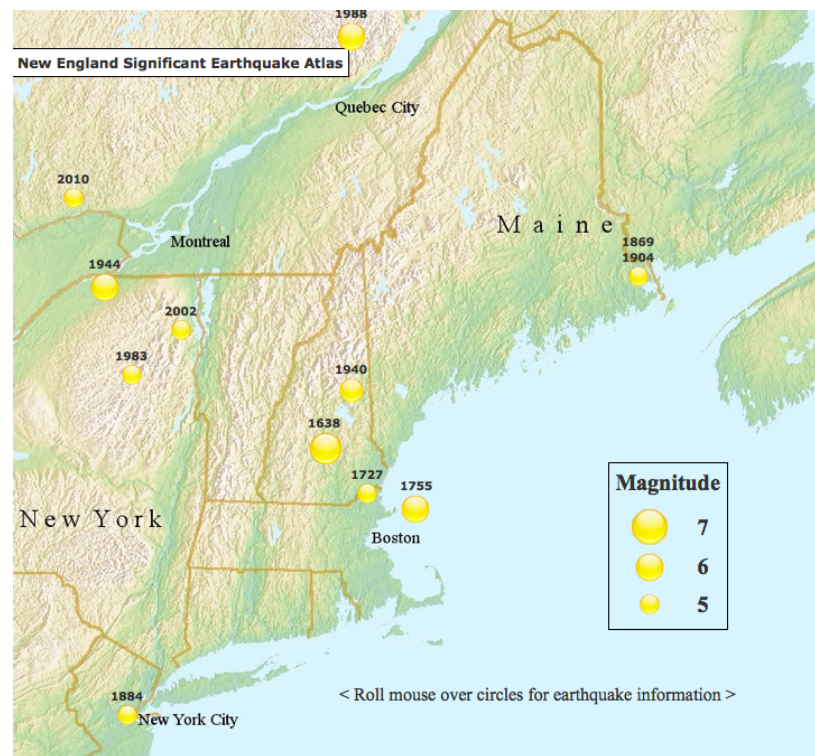 1988
New England Significant Earthquake Atlas
Quebec City
2010
Maine
Montreal
1869
1904
1944
2002
1983
1940
1638
1727
1755
Magnitude
7
6
5
New York
Boston
1884
New York City
< Roll mouse over circles for earthquake information >